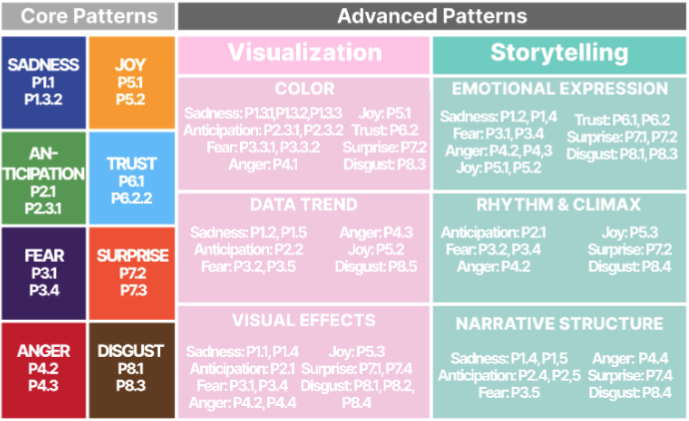 Core Patterns
Advanced Patterns
SADNESS
P1.1
P1.3.2
JOY
P5.1
P5.2
AN-
TICIPATION
P2.1
P2.3.1
TRUST
P6.1
P6.2.2
FEAR
P3.1
P3.4
SURPRISE
P7.2
P7.3
ANGER
P4.2
P4.3
DISGUST
P8.1
P8.3
Visualization
COLOR
Sadness: P1.3.1,P1.3.2,P1.3.3 Joy: P5.1
Anticipation: P2.3.1, P2.3.2 Trust: P6.2
Fear: P3.3.1, P3.3.2 Surprise: P7.2
Anger: P4.1 Disgust: P8.3
DATA TREND
Sadness: P1.2, P1.5 Anger: P4.3
Anticipation: P2.2 Joy: P5.2
Fear: P3.2, P3.5 Disgust: P8.5
VISUAL EFFECTS
Sadness: P1.1, P1.4 Joy: P5.3
Anticipation: P2.1 Surprise: P7.1, P7.4
Fear: P3.1, P3.4 Disgust: P8.1, P8.2,
Anger: P4.2, P4.4 P8.4
Storytelling
EMOTIONAL EXPRESSION
Sadness: P1.2, P1.4 Trust: P6.1, P6.2
Fear: P3.1, P3.4 Surprise: P7.1, P7.2
Anger: P4.2, P4,3 Disgust: P8.1, P8.3
Joy: P5.1, P5.2
RHYTHM & CLIMAX
Anticipation: P2.1 Joy: P5.3
Fear: P3.2, P3.4 Surprise: P7.2
Anger: P4.2 Disgust: P8.4
NARRATIVE STRUCTURE
Sadness: P1.4, P1,5 Anger: P4.4
Anticipation: P2.4, P2,5 Surprise: P7.4
Fear: P3.5 Disgust: P8.4